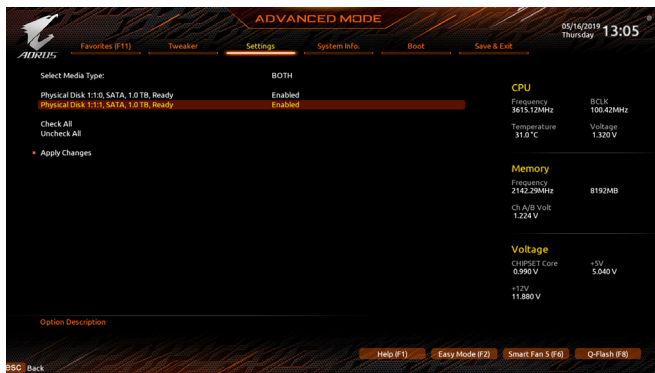 ADVANCED MODE
05/16/2019 Thursday 13:05
AORUS
Favorites (F11) Tweaker Settings System Info. Boot Save & Exit
Select Media Type: BOTH
Physical Disk 1:1:0, SATA, 1.0 TB, Ready Enabled
Physical Disk 1:1:1, SATA, 1.0 TB, Ready Enabled
Check All
Uncheck All
Apply Changes
CPU
Frequency BCLK
3615.12MHz 100.42MHz
Temperature Voltage
31.0 °C 1.320 V
Memory
Frequency
2142.29MHz 8192MB
Ch A/B Volt
1.224 V
Voltage
CHIPSET Core +5V
0.990 V 5.040 V
+12V
11.880 V
Option Description
Help (F1) Easy Mode (F2) Smart Fan 5 (F6) Q-Flash (F8)
esc Back